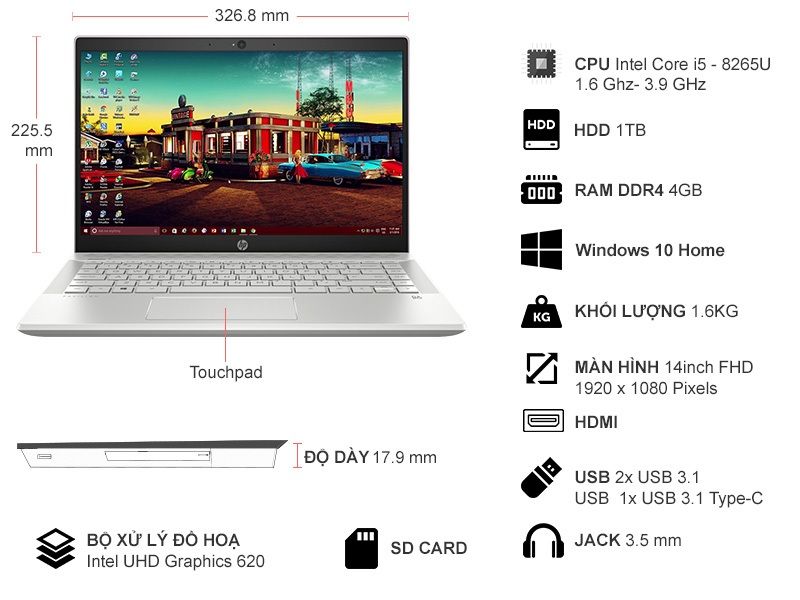 326.8 mm
225.5
mm
hp
Touchpad
ĐỘ DÀY 17.9 mm
BỘ XỬ LÝ ĐỒ HOẠ
Intel UHD Graphics 620
SD CARD
CPU Intel Core i5 - 8265U
1.6 Ghz- 3.9 GHz
HDD
HDD 1TB
RAM DDR4 4GB
Windows 10 Home
KG
KHỐI LƯỢNG 1.6KG
MÀN HÌNH 14inch FHD
1920 x 1080 Pixels
HDMI
USB 2x USB 3.1
USB 1x USB 3.1 Type-C
JACK 3.5 mm